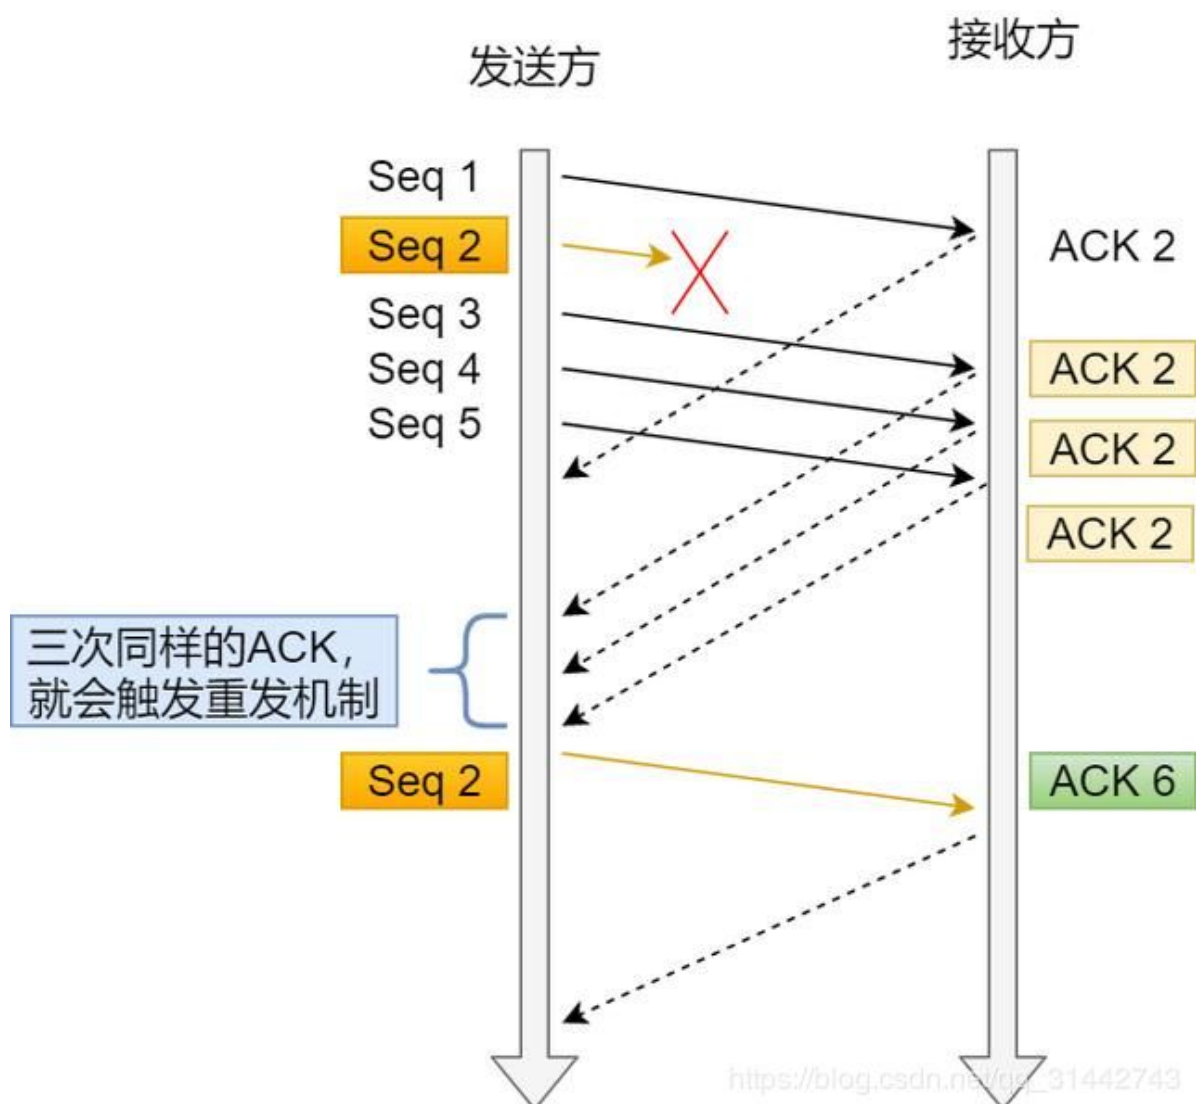 发送方
接收方
Seq 1
Seq 2
ACK 2
Seq 3
Seq 4
ACK 2
Seq 5
ACK 2
ACK 2
三次同样的ACK，
就会触发重发机制
Seq 2
ACK 6
https://blog.csdn.net/qq_31442743